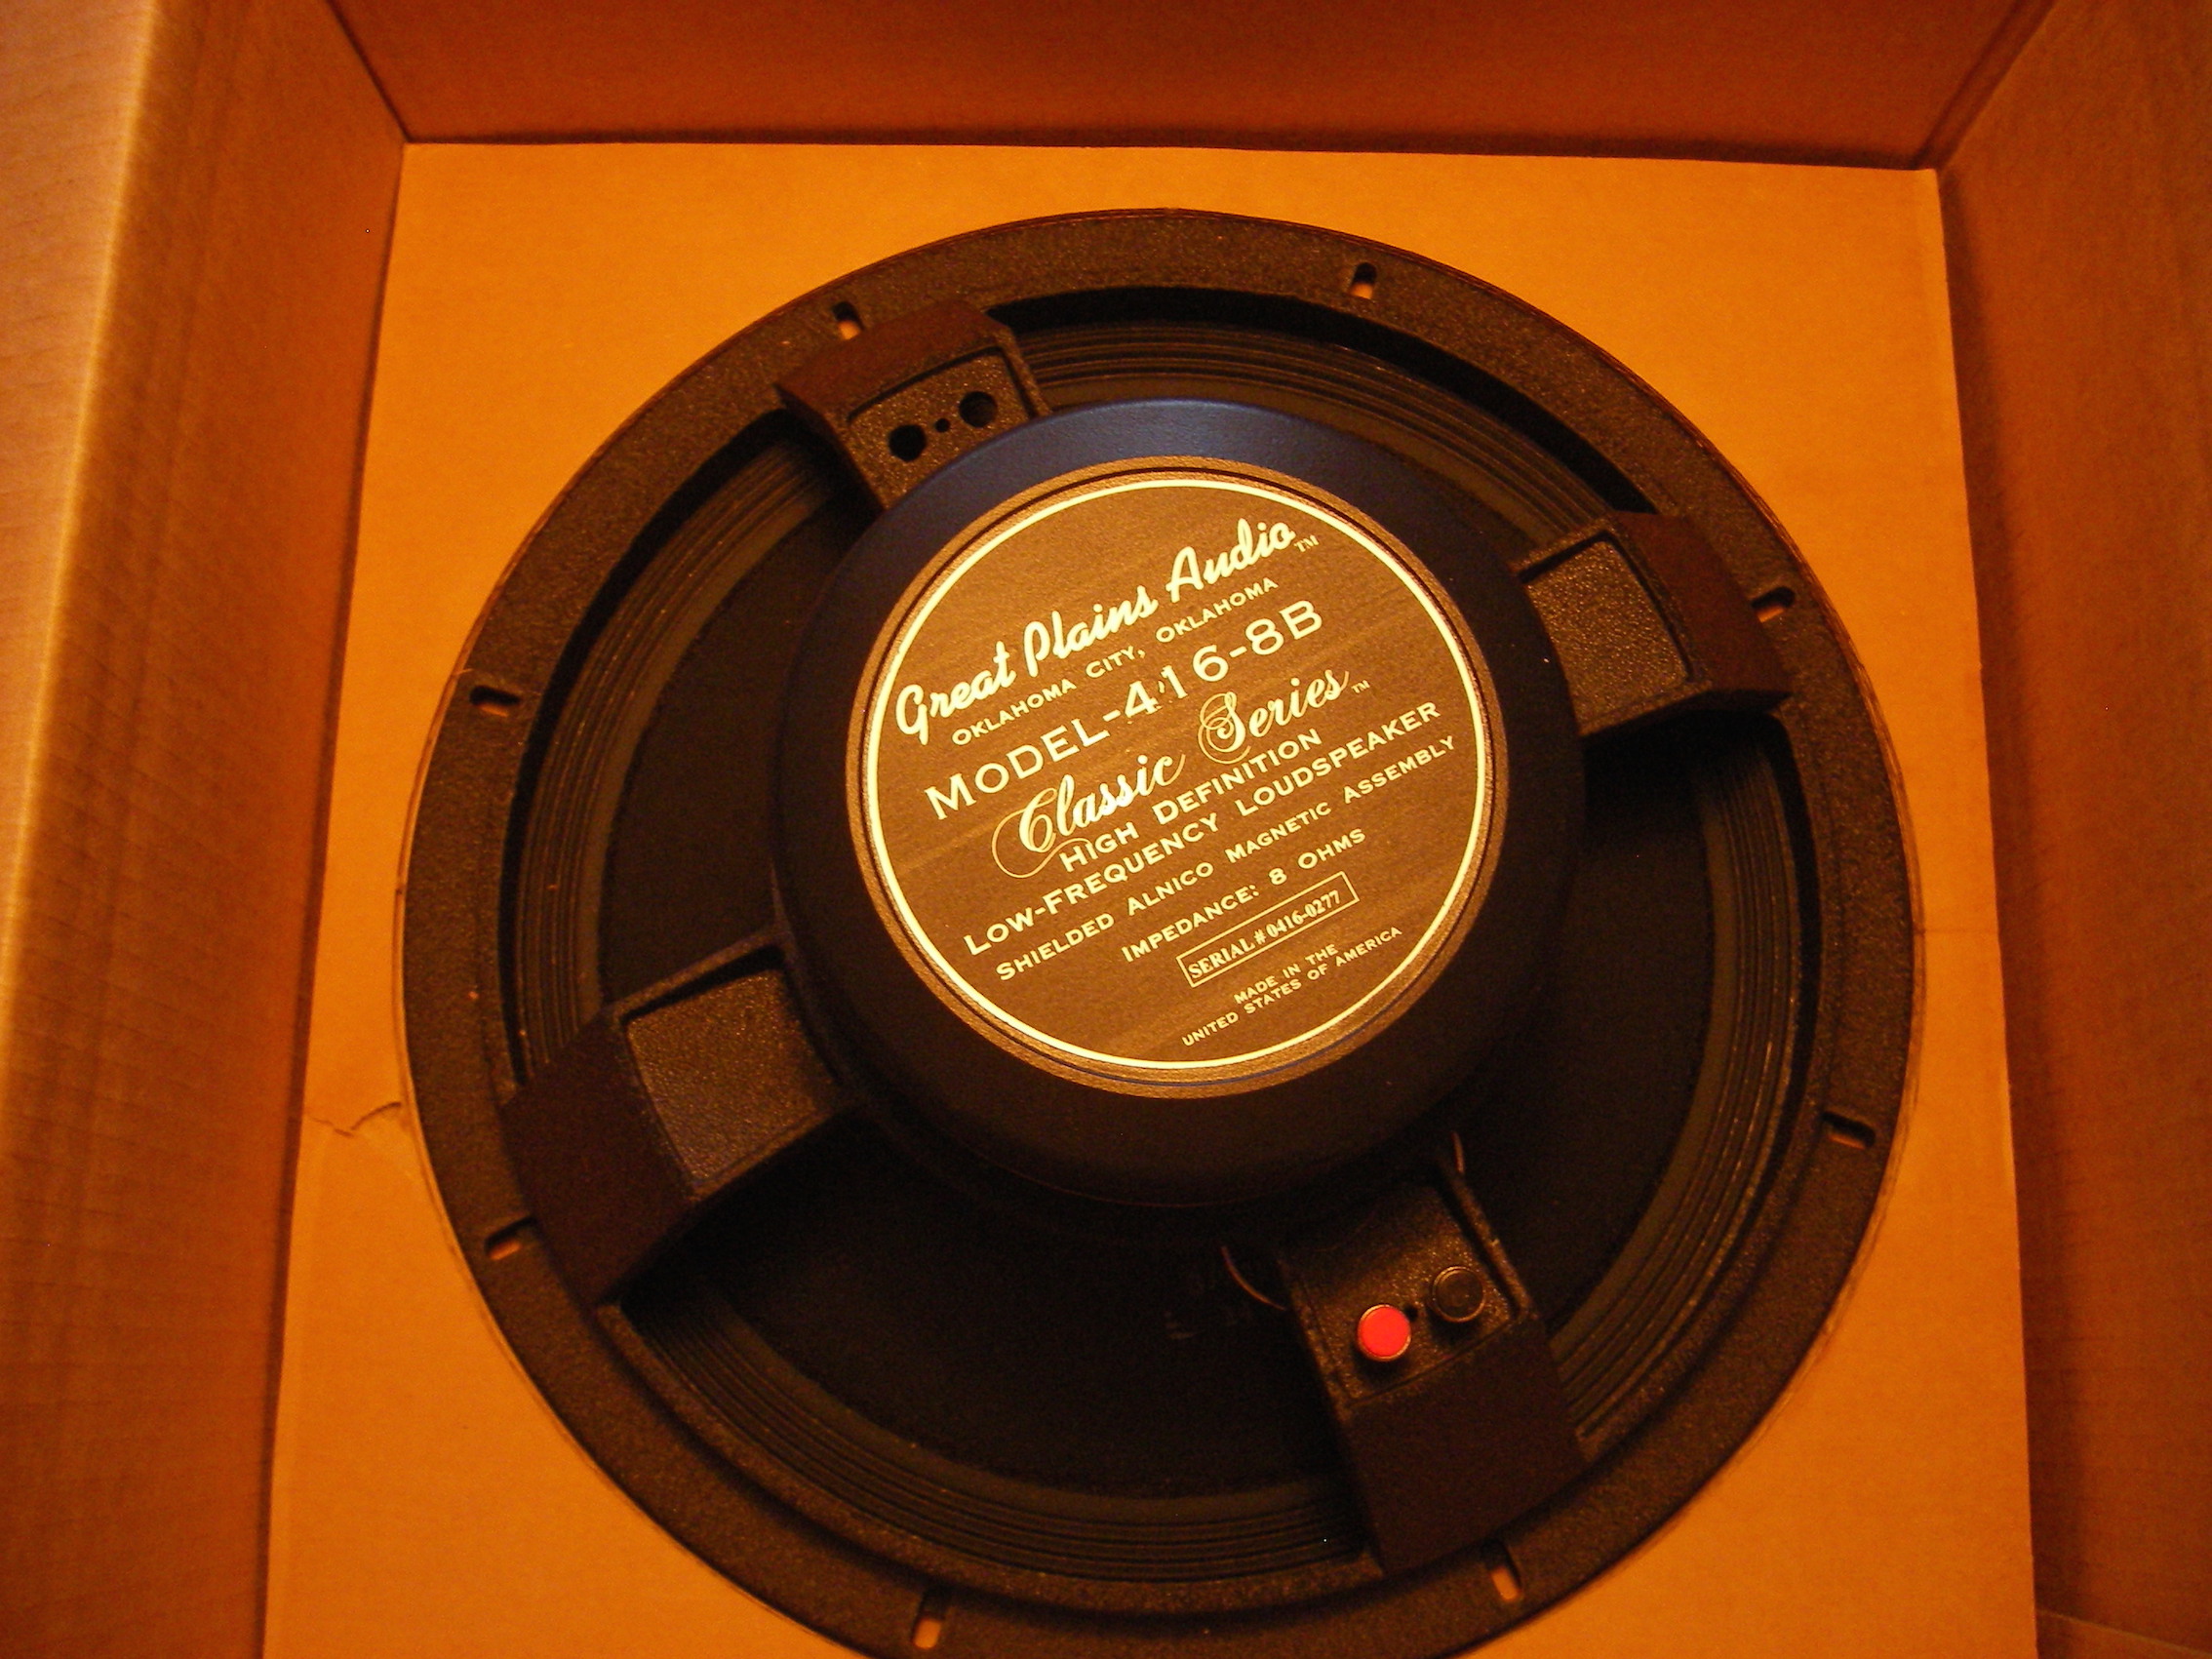 Great Plains Audio™
OKLAHOMA CITY, OKLAHOMA
MODEL-416-8B
Classic Series™
HIGH DEFINITION
LOW-FREQUENCY LOUDSPEAKER
SHIELDED ALNICO MAGNETIC ASSEMBLY
IMPEDANCE: 8 OHMS
SERIAL # 0416-0277
MADE IN THE
UNITED STATES OF AMERICA